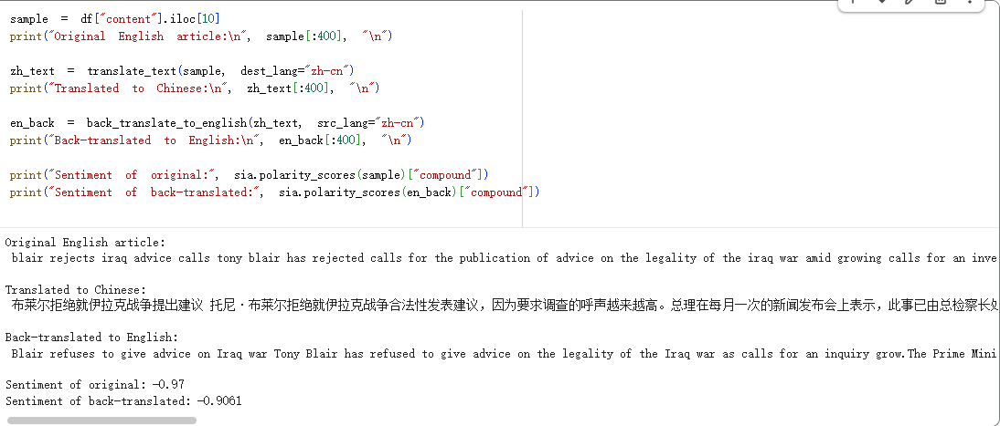 sample = df["content"].iloc[10]
print("Original English article:\n", sample[:400], "\n")
zh_text = translate_text(sample, dest_lang="zh-cn")
print("Translated to Chinese:\n", zh_text[:400], "\n")
en_back = back_translate_to_english(zh_text, src_lang="zh-cn")
print("Back-translated to English:\n", en_back[:400], "\n")
print("Sentiment of original:", sia.polarity_scores(sample)["compound"])
print("Sentiment of back-translated:", sia.polarity_scores(en_back)["compound"])
Original English article:
blair rejects iraq advice calls tony blair has rejected calls for the publication of advice on the legality of the iraq war amid growing calls for an inve
Translated to Chinese:
布莱尔拒绝就伊拉克战争提出建议 托尼·布莱尔拒绝就伊拉克战争合法性发表建议，因为要求调查的呼声越来越高。总理在每月一次的新闻发布会上表示，此事已由总检察长处
Back-translated to English:
Blair refuses to give advice on Iraq war Tony Blair has refused to give advice on the legality of the Iraq war as calls for an inquiry grow.The Prime Mini
Sentiment of original: -0.97
Sentiment of back-translated: -0.9061